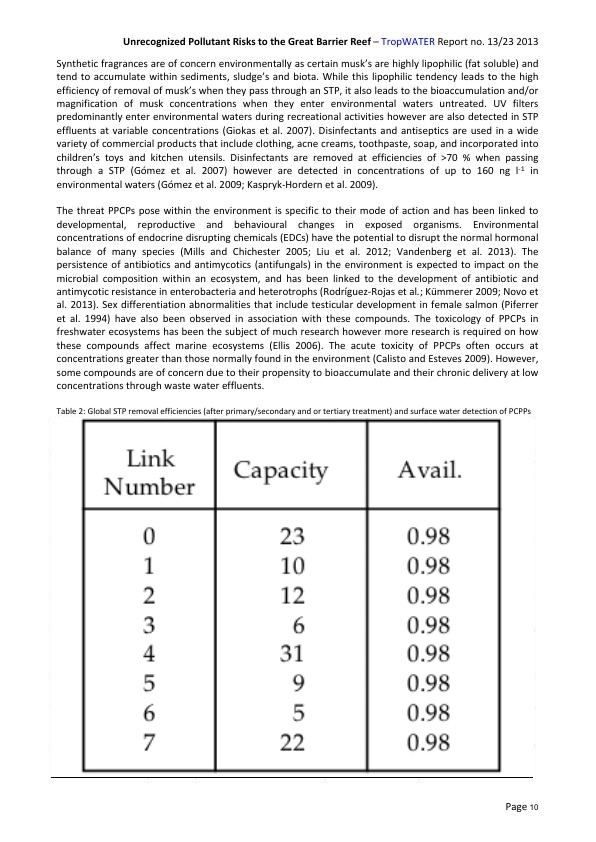 Unrecognized Pollutant Risks to the Great Barrier Reef – TropWATER Report no. 13/23 2013
Synthetic fragrances are of concern environmentally as certain musk's are highly lipophilic (fat soluble) and
tend to accumulate within sediments, sludge's and biota. While this lipophilic tendency leads to the high
efficiency of removal of musk's when they pass through an STP, it also leads to the bioaccumulation and/or
magnification of musk concentrations when they enter environmental waters untreated. UV filters
predominantly enter environmental waters during recreational activities however are also detected in STP
effluents at variable concentrations (Giokas et al. 2007). Disinfectants and antiseptics are used in a wide
variety of commercial products that include clothing, acne creams, toothpaste, soap, and incorporated into
children's toys and kitchen utensils. Disinfectants are removed at efficiencies of >70 % when passing
through a STP (Gómez et al. 2007) however are detected in concentrations of up to 160 ng l⁻¹ in
environmental waters (Gómez et al. 2009; Kaspryk-Hordern et al. 2009).
The threat PPCPs pose within the environment is specific to their mode of action and has been linked to
developmental, reproductive and behavioural changes in exposed organisms. Environmental
concentrations of endocrine disrupting chemicals (EDCs) have the potential to disrupt the normal hormonal
balance of many species (Mills and Chichester 2005; Liu et al. 2012; Vandenberg et al. 2013). The
persistence of antibiotics and antimycotics (antifungals) in the environment is expected to impact on the
microbial composition within an ecosystem, and has been linked to the development of antibiotic and
antimycotic resistance in enterobacteria and heterotrophs (Rodríguez-Rojas et al.; Kümmerer 2009; Novo et
al. 2013). Sex differentiation abnormalities that include testicular development in female salmon (Piferrer
et al. 1994) have also been observed in association with these compounds. The toxicology of PPCPs in
freshwater ecosystems has been the subject of much research however more research is required on how
these compounds affect marine ecosystems (Ellis 2006). The acute toxicity of PPCPs often occurs at
concentrations greater than those normally found in the environment (Calisto and Esteves 2009). However,
some compounds are of concern due to their propensity to bioaccumulate and their chronic delivery at low
concentrations through waste water effluents.
Table 2: Global STP removal efficiencies (after primary/secondary and or tertiary treatment) and surface water detection of PCPPs
Link Number Capacity Avail.
0 23 0.98
1 10 0.98
2 12 0.98
3 6 0.98
4 31 0.98
5 9 0.98
6 5 0.98
7 22 0.98
Page 10